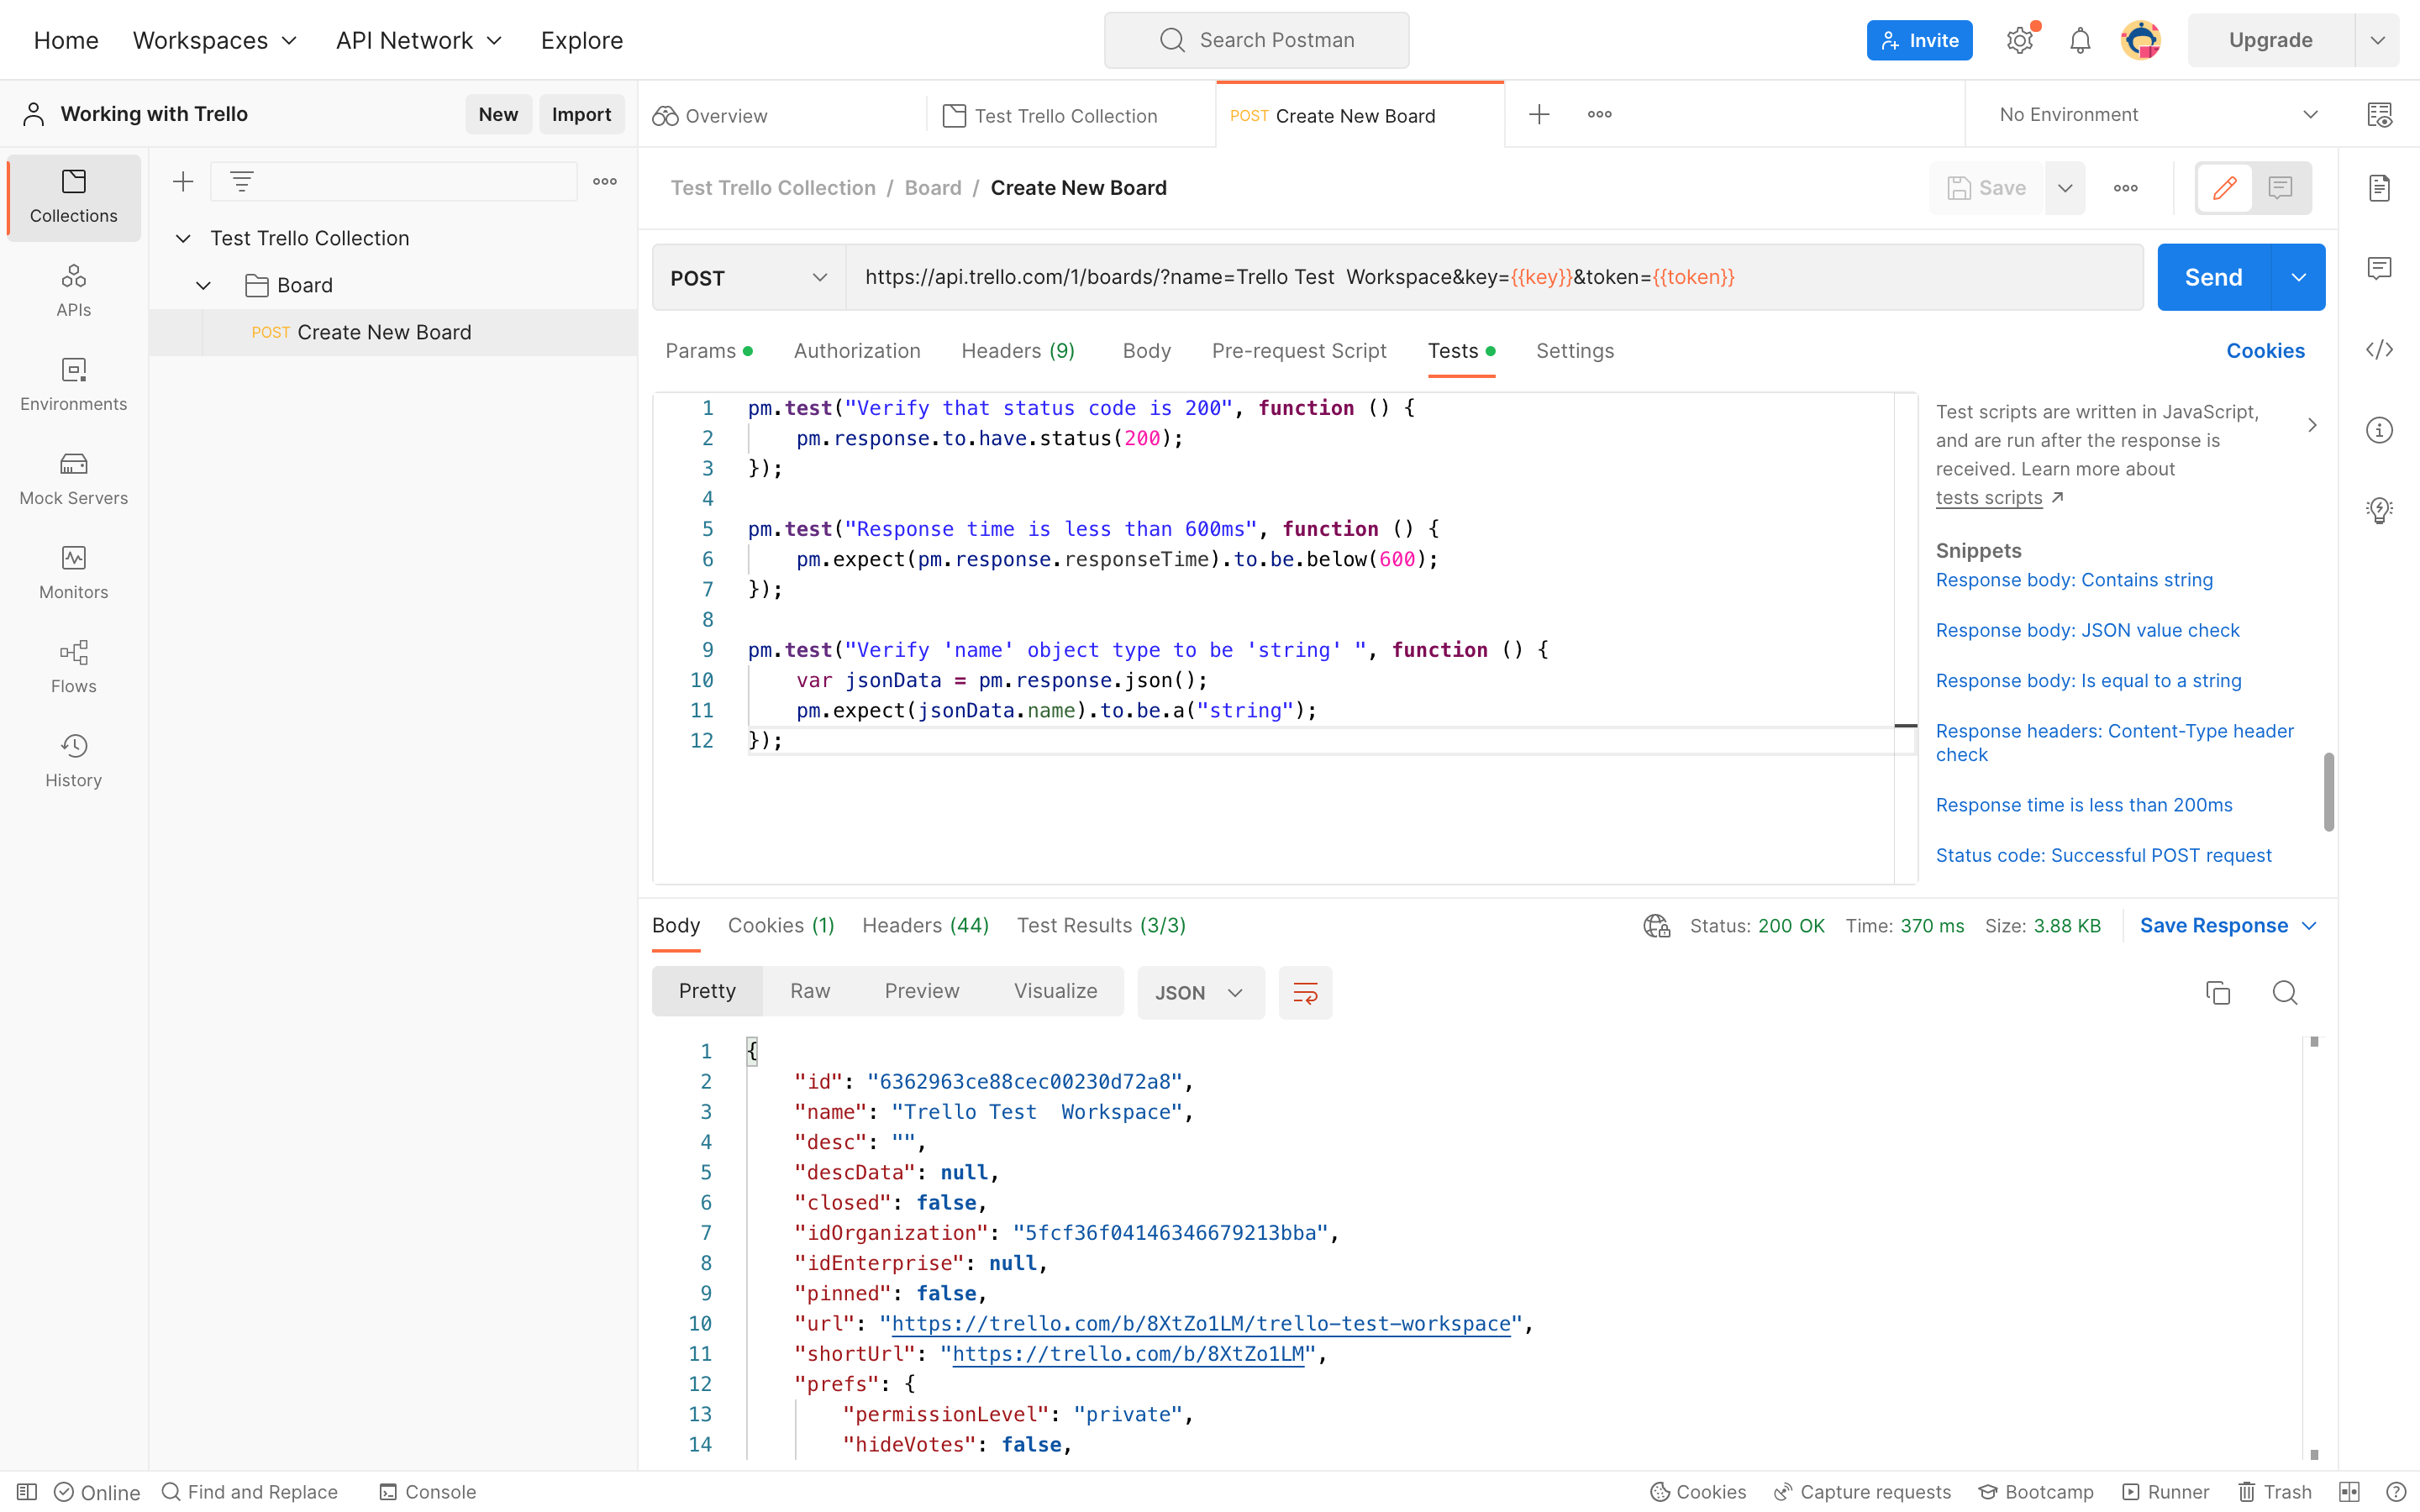 Home Workspaces API Network Explore Search Postman Invite Upgrade
Working with Trello New Import Overview Test Trello Collection POST Create New Board No Environment
Collections
APIs
Environments
Mock Servers
Monitors
Flows
History
Test Trello Collection
Board
POST Create New Board
Test Trello Collection / Board / Create New Board Save
POST https://api.trello.com/1/boards/?name=Trello Test  Workspace&key={{key}}&token={{token}} Send
Params Authorization Headers (9) Body Pre-request Script Tests Settings Cookies
1 pm.test("Verify that status code is 200", function () {
2     pm.response.to.have.status(200);
3 });
4
5 pm.test("Response time is less than 600ms", function () {
6     pm.expect(pm.response.responseTime).to.be.below(600);
7 });
8
9 pm.test("Verify 'name' object type to be 'string' ", function () {
10     var jsonData = pm.response.json();
11     pm.expect(jsonData.name).to.be.a("string");
12 });
Test scripts are written in JavaScript,
and are run after the response is
received. Learn more about
tests scripts ↗
Snippets
Response body: Contains string
Response body: JSON value check
Response body: Is equal to a string
Response headers: Content-Type header
check
Response time is less than 200ms
Status code: Successful POST request
Body Cookies (1) Headers (44) Test Results (3/3) Status: 200 OK Time: 370 ms Size: 3.88 KB Save Response
Pretty Raw Preview Visualize JSON
1 {
2     "id": "6362963ce88cec00230d72a8",
3     "name": "Trello Test  Workspace",
4     "desc": "",
5     "descData": null,
6     "closed": false,
7     "idOrganization": "5fcf36f04146346679213bba",
8     "idEnterprise": null,
9     "pinned": false,
10     "url": "https://trello.com/b/8XtZo1LM/trello-test-workspace",
11     "shortUrl": "https://trello.com/b/8XtZo1LM",
12     "prefs": {
13         "permissionLevel": "private",
14         "hideVotes": false,
Online Find and Replace Console Cookies Capture requests Bootcamp Runner Trash